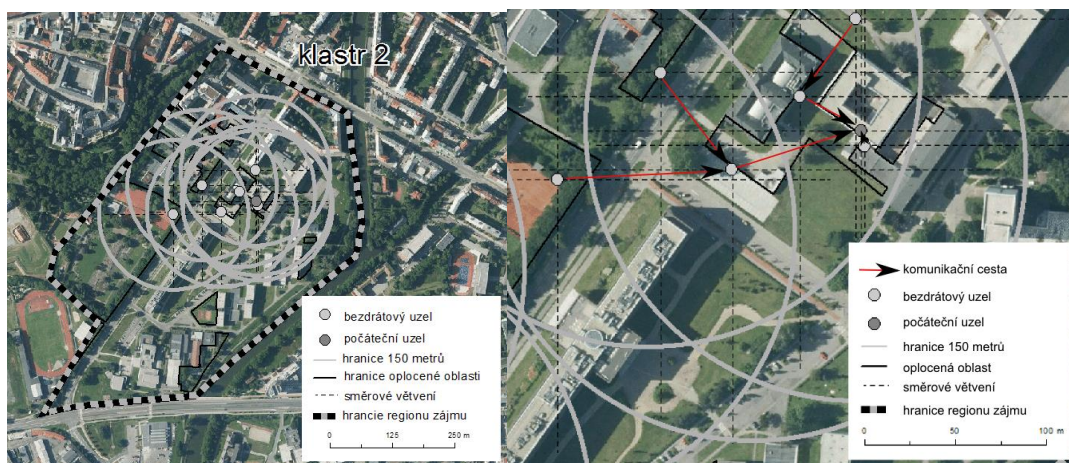 klastr 2
bezdrátový uzel
počáteční uzel
hranice 150 metrů
hranice oplocené oblasti
směrové větvení
hrancie regionu zájmu
0 125 250 m
komunikační cesta
bezdrátový uzel
počáteční uzel
hranice 150 metrů
oplocená oblast
směrové větvení
hranice regionu zájmu
0 50 100 m